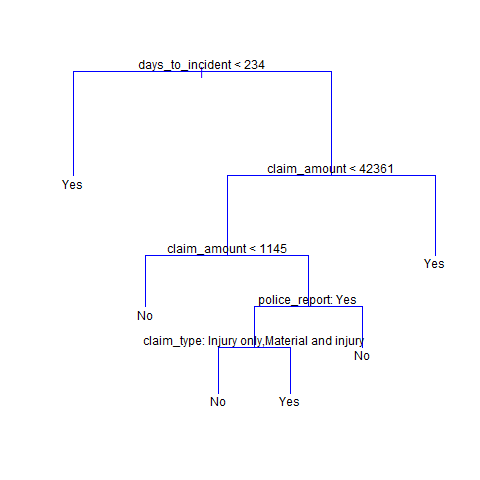 days_to_incident < 234
Yes
claim_amount < 42361
claim_amount < 1145
Yes
No
police_report: Yes
claim_type: Injury only,Material and injury
No
No
Yes